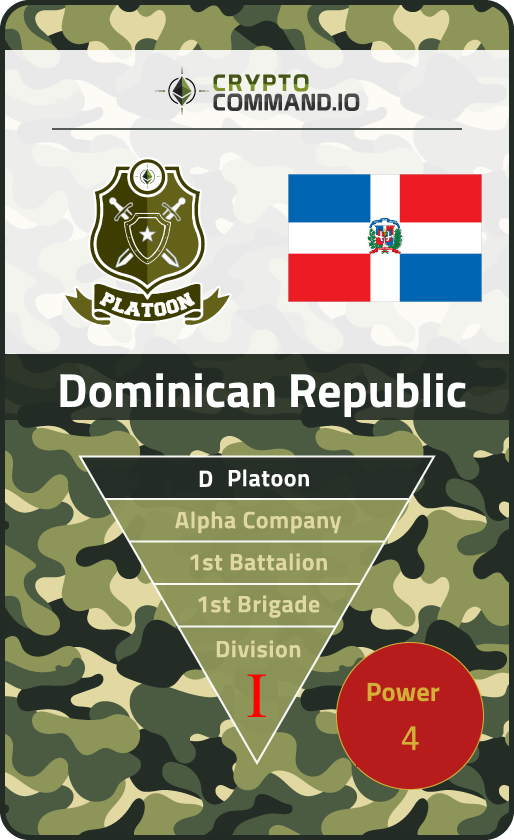 CRYPTO
COMMAND.IO
PLATOON
Dominican Republic
D Platoon
Alpha Company
1st Battalion
1st Brigade
Division
I
Power
4